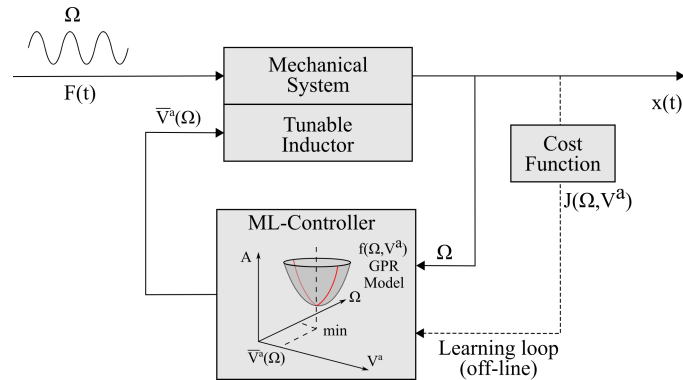 Ω
F(t)
Mechanical
System
Tunable
Inductor
V̅ᵃ(Ω)
x(t)
Cost
Function
J(Ω,Vᵃ)
ML-Controller
A
f(Ω,Vᵃ)
GPR
Model
Ω
min
V̅ᵃ(Ω)
Vᵃ
Ω
Learning loop
(off-line)